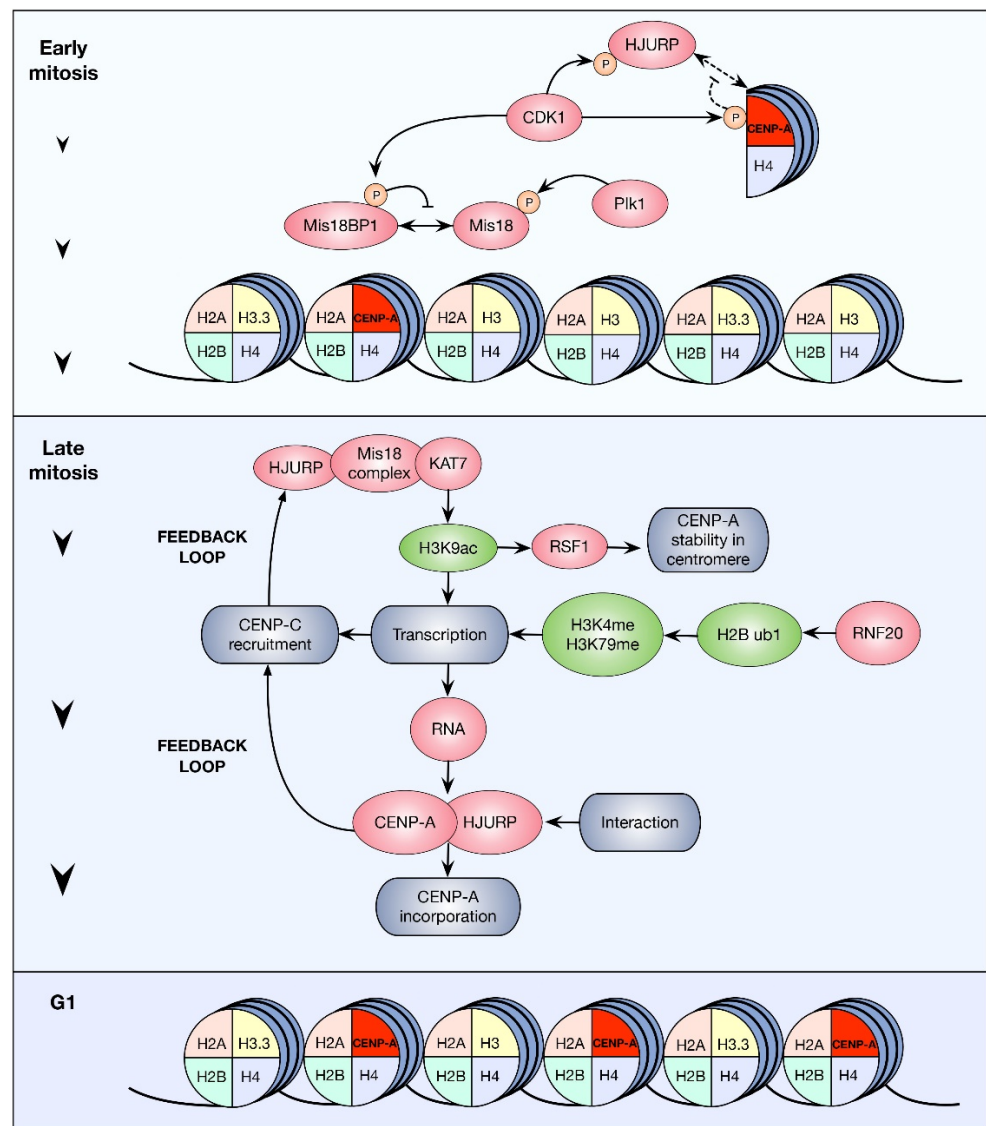 Early
mitosis
HJURP
P
CDK1
P
CENP-A
H4
P
P
Plk1
Mis18BP1
Mis18
H2A H3.3
H2B H4
H2A CENP-A
H2B H4
H2A H3
H2B H4
H2A H3
H2B H4
H2A H3.3
H2B H4
H2A H3
H2B H4
Late
mitosis
HJURP
Mis18
complex
KAT7
FEEDBACK
LOOP
H3K9ac
RSF1
CENP-A
stability in
centromere
CENP-C
recruitment
Transcription
H3K4me
H3K79me
H2B ub1
RNF20
RNA
FEEDBACK
LOOP
CENP-A
HJURP
Interaction
CENP-A
incorporation
G1
H2A H3.3
H2B H4
H2A CENP-A
H2B H4
H2A H3
H2B H4
H2A CENP-A
H2B H4
H2A H3.3
H2B H4
H2A CENP-A
H2B H4